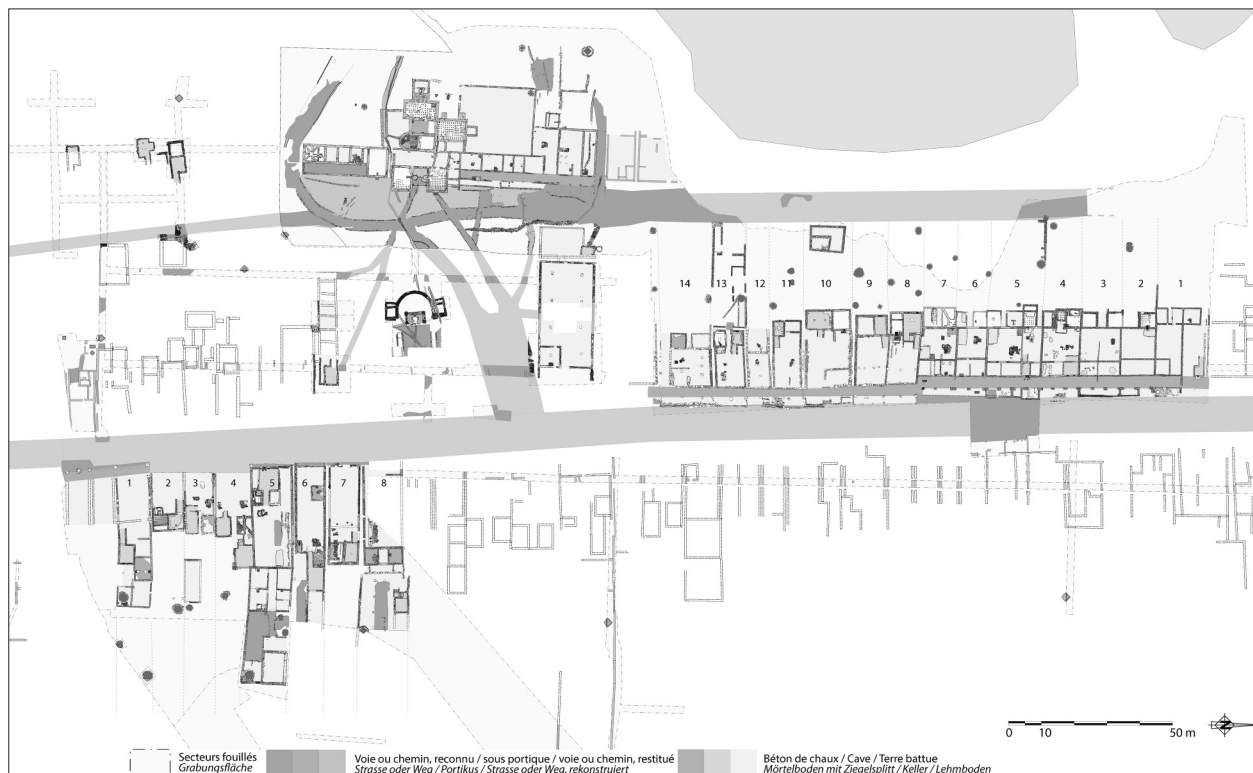 14 13 12 11 10 9 8 7 6 5 4 3 2 1
1 2 3 4 5 6 7 8
0 10 50 m
N
Secteurs fouillés
Grabungsfläche
Voie ou chemin, reconnu / sous portique / voie ou chemin, restitué
Strasse oder Weg / Portikus / Strasse oder Weg, rekonstruiert
Béton de chaux / Cave / Terre battue
Mörtelboden mit Ziegelsplitt / Keller / Lehmboden